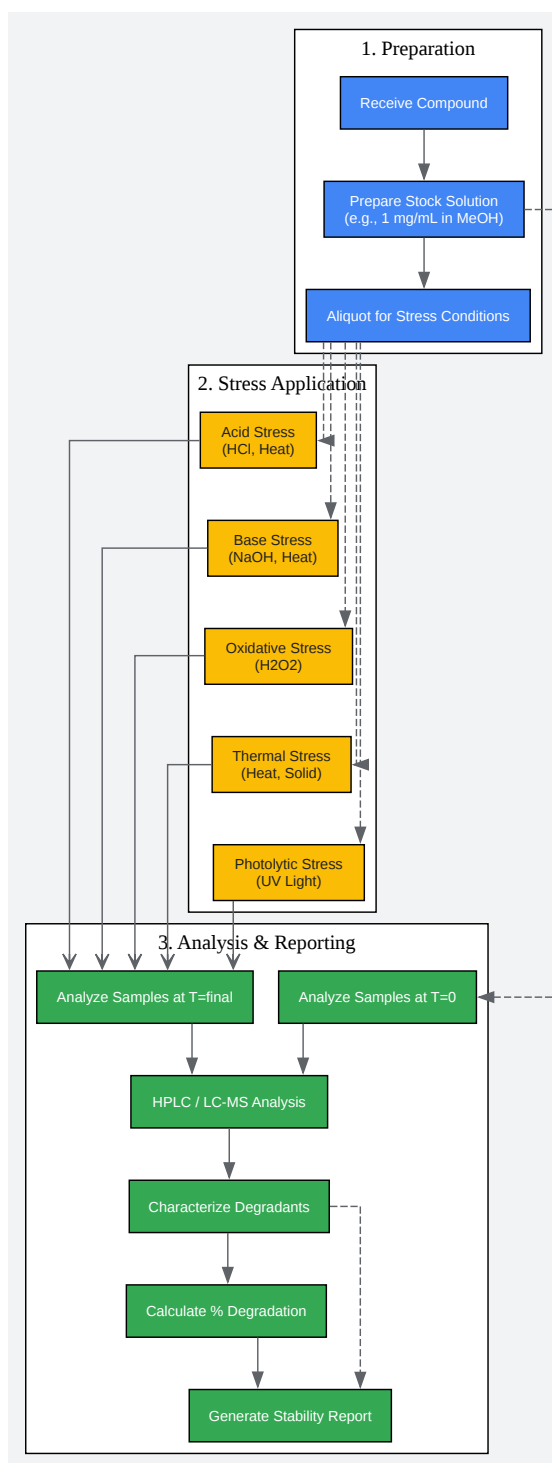 1. Preparation
Receive Compound
Prepare Stock Solution
(e.g., 1 mg/mL in MeOH)
Aliquot for Stress Conditions
2. Stress Application
Acid Stress
(HCl, Heat)
Base Stress
(NaOH, Heat)
Oxidative Stress
(H2O2)
Thermal Stress
(Heat, Solid)
Photolytic Stress
(UV Light)
3. Analysis & Reporting
Analyze Samples at T=final
Analyze Samples at T=0
HPLC / LC-MS Analysis
Characterize Degradants
Calculate % Degradation
Generate Stability Report